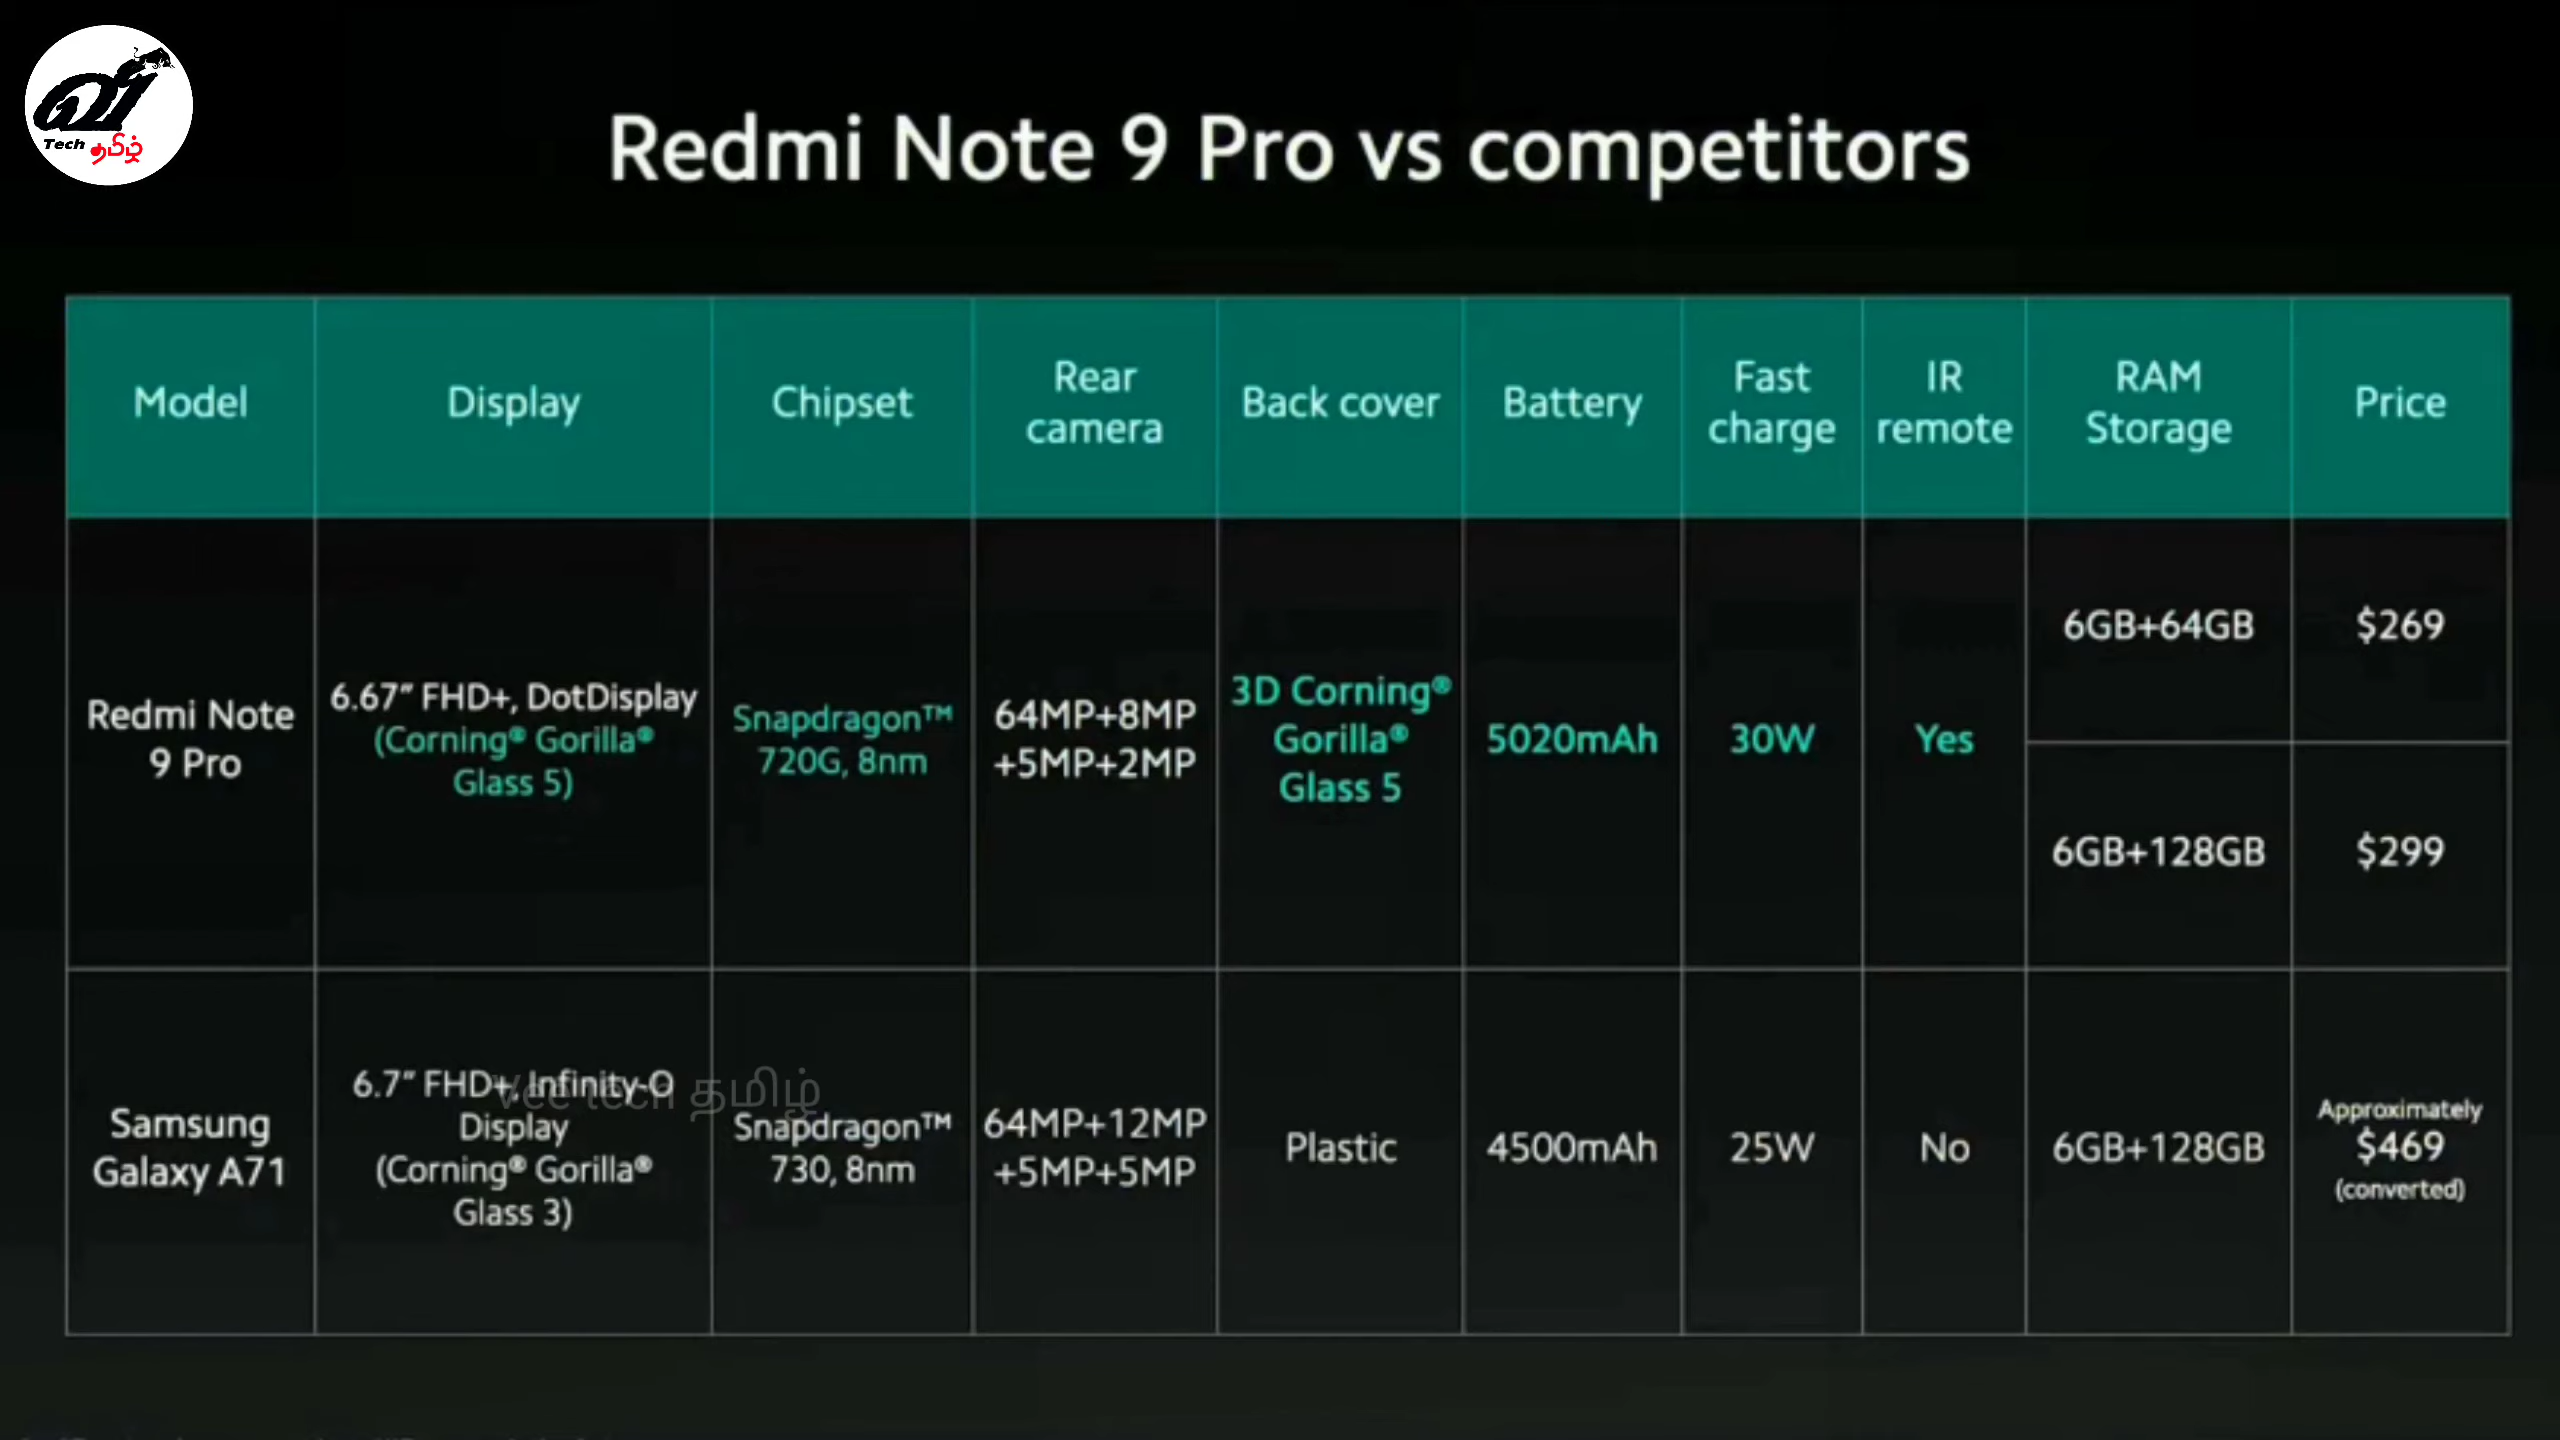 வீ
Tech தமிழ்
Redmi Note 9 Pro vs competitors
Model
Display
Chipset
Rear
camera
Back cover
Battery
Fast
charge
IR
remote
RAM
Storage
Price
Redmi Note
9 Pro
6.67” FHD+, DotDisplay
(Corning® Gorilla®
Glass 5)
Snapdragon™
720G, 8nm
64MP+8MP
+5MP+2MP
3D Corning®
Gorilla®
Glass 5
5020mAh
30W
Yes
6GB+64GB
$269
6GB+128GB
$299
Samsung
Galaxy A71
6.7” FHD+, Infinity-O
Display
(Corning® Gorilla®
Glass 3)
Vee tech தமிழ்
Snapdragon™
730, 8nm
64MP+12MP
+5MP+5MP
Plastic
4500mAh
25W
No
6GB+128GB
Approximately
$469
(converted)